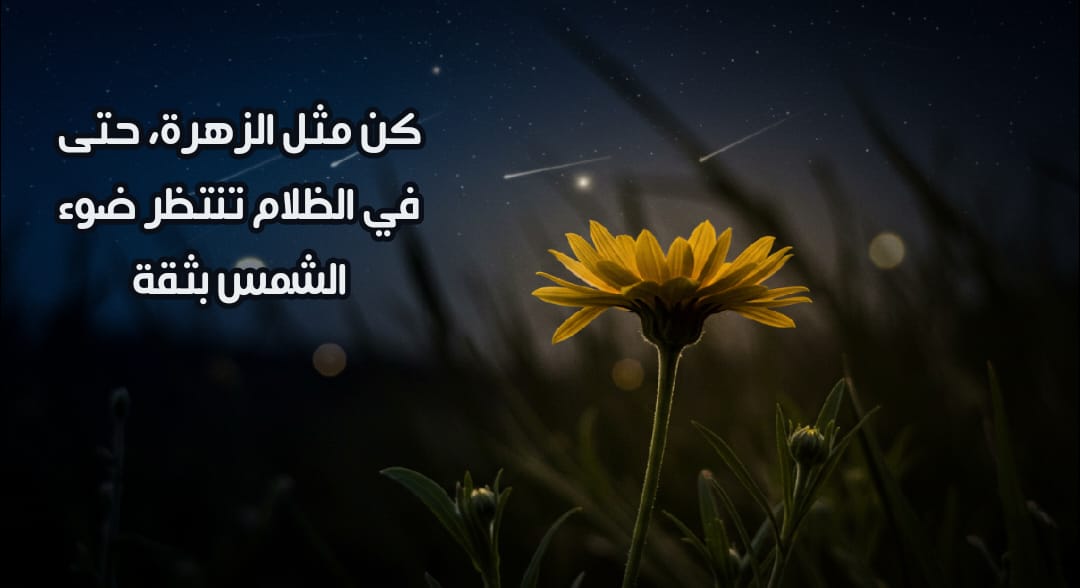 كن مثل الزهرة، حتى
في الظلام تنتظر ضوء
الشمس بثقة